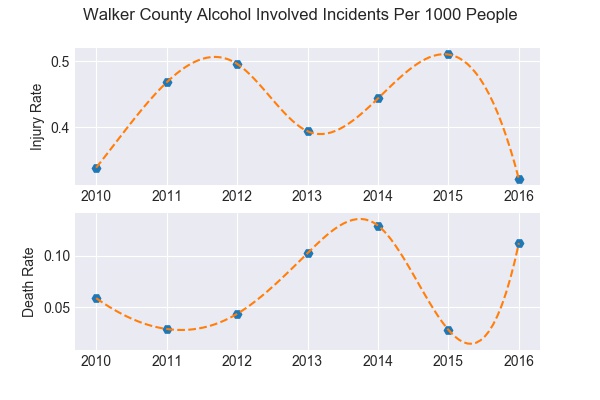 Walker County Alcohol Involved Incidents Per 1000 People
Injury Rate
0.5
0.4
2010 2011 2012 2013 2014 2015 2016
Death Rate
0.10
0.05
2010 2011 2012 2013 2014 2015 2016